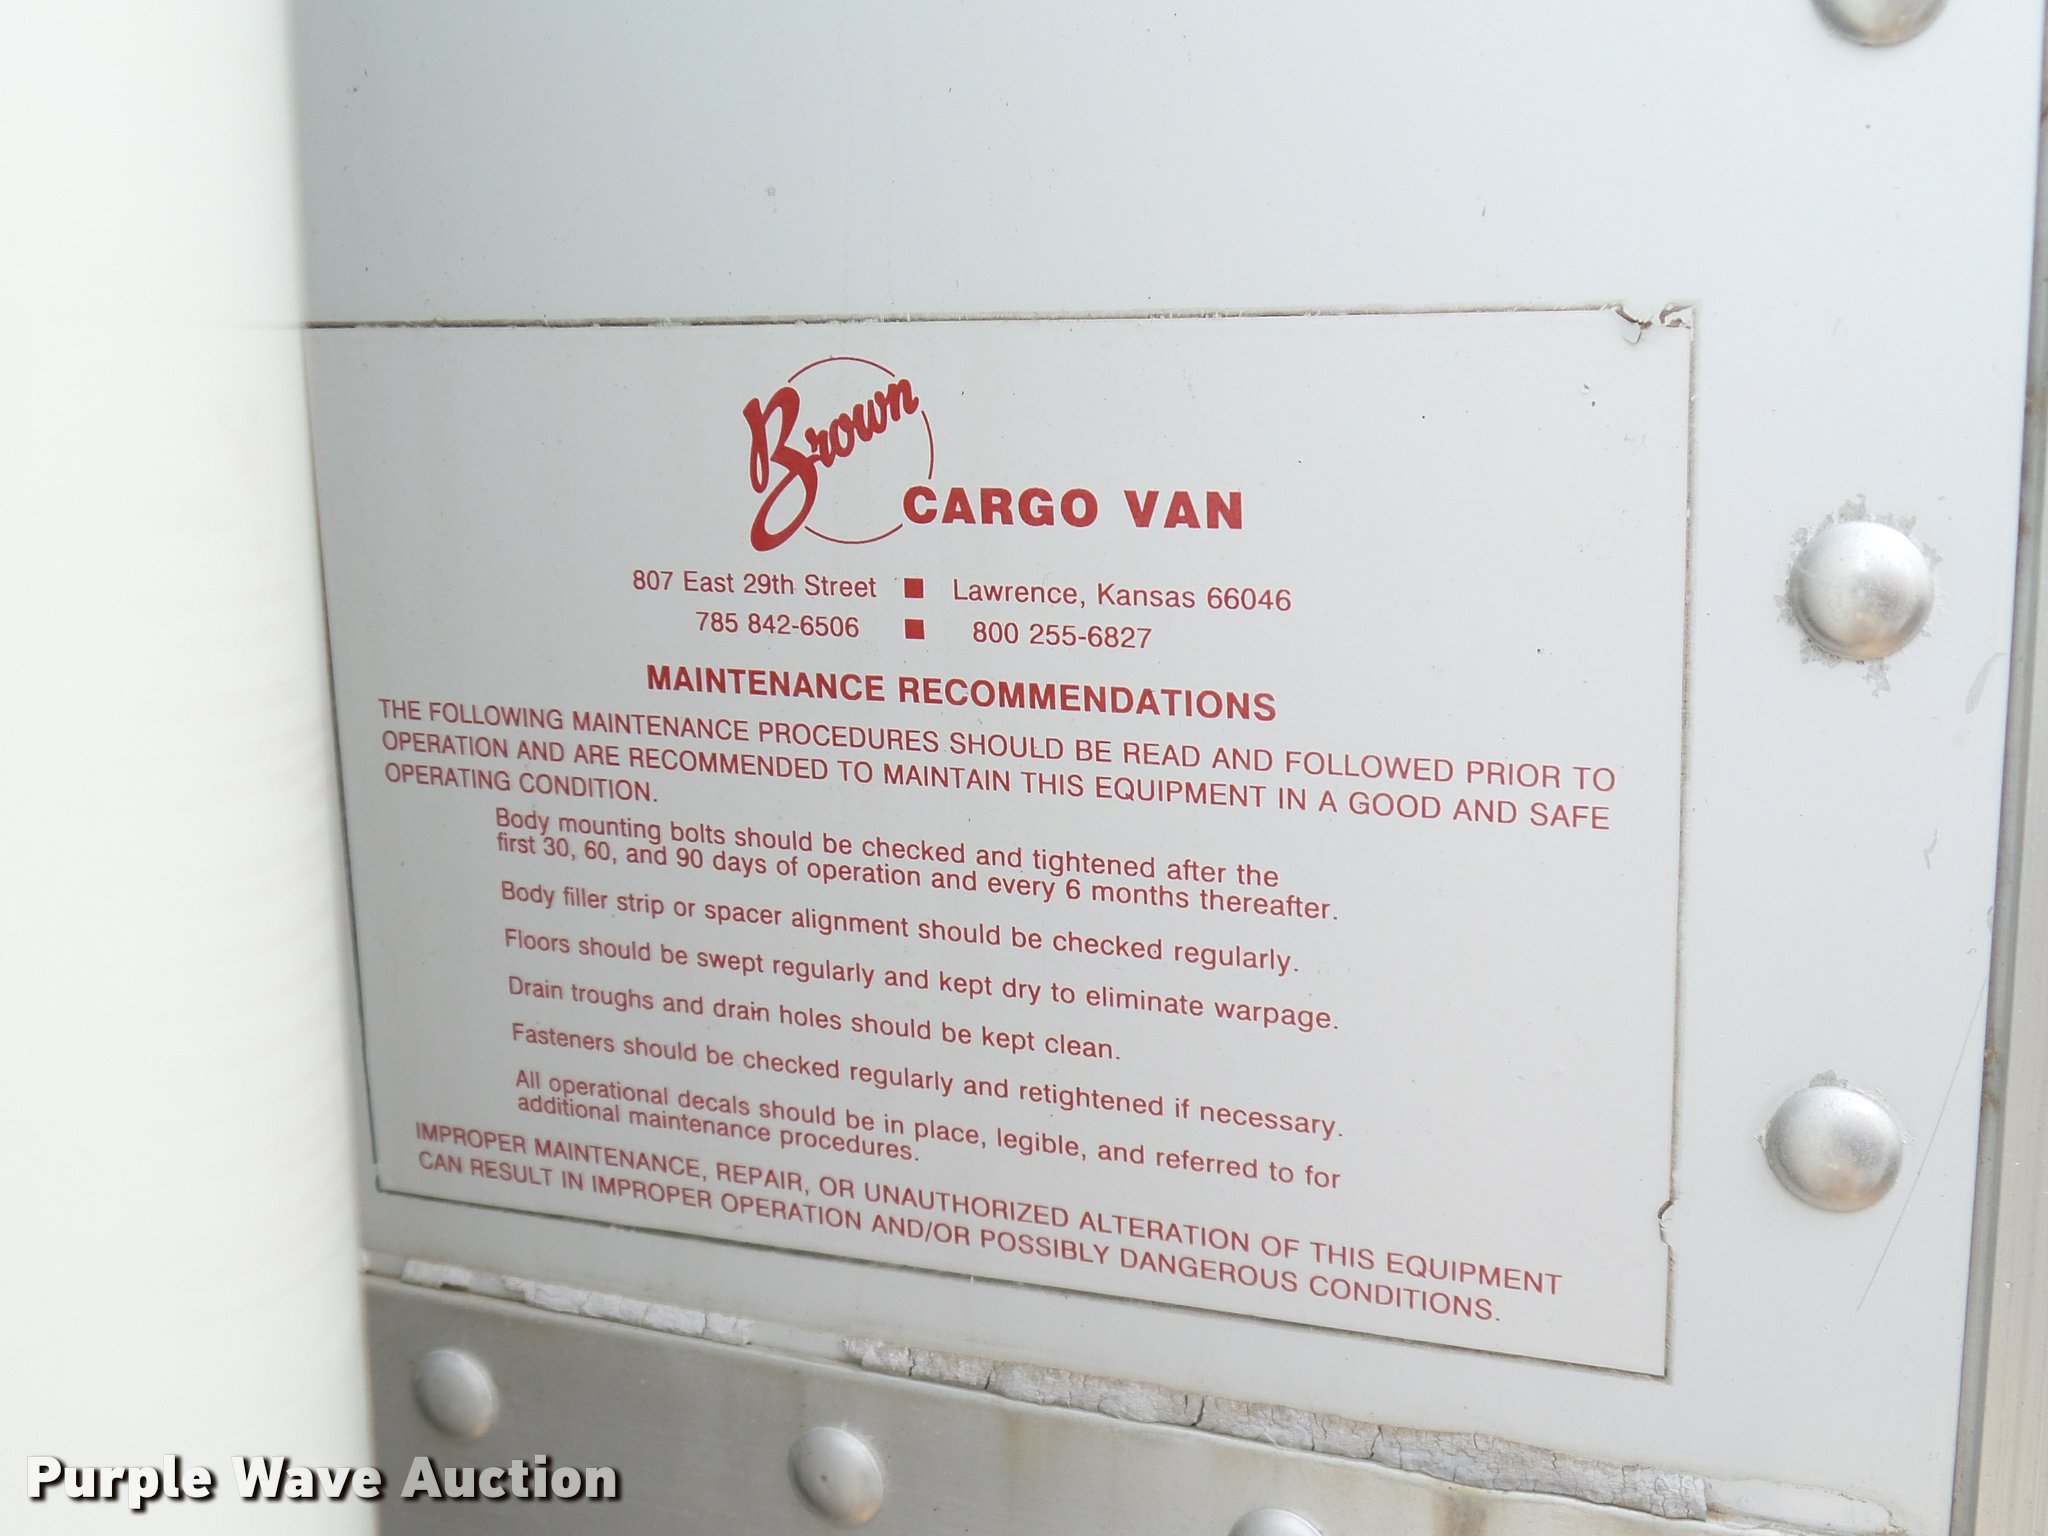 Brown
CARGO VAN
807 East 29th Street ■ Lawrence, Kansas 66046
785 842-6506 ■ 800 255-6827
MAINTENANCE RECOMMENDATIONS
THE FOLLOWING MAINTENANCE PROCEDURES SHOULD BE READ AND FOLLOWED PRIOR TO
OPERATION AND ARE RECOMMENDED TO MAINTAIN THIS EQUIPMENT IN A GOOD AND SAFE
OPERATING CONDITION.
Body mounting bolts should be checked and tightened after the
first 30, 60, and 90 days of operation and every 6 months thereafter.
Body filler strip or spacer alignment should be checked regularly.
Floors should be swept regularly and kept dry to eliminate warpage.
Drain troughs and drain holes should be kept clean.
Fasteners should be checked regularly and retightened if necessary.
All operational decals should be in place, legible, and referred to for
additional maintenance procedures.
IMPROPER MAINTENANCE, REPAIR, OR UNAUTHORIZED ALTERATION OF THIS EQUIPMENT
CAN RESULT IN IMPROPER OPERATION AND/OR POSSIBLY DANGEROUS CONDITIONS.
Purple Wave Auction